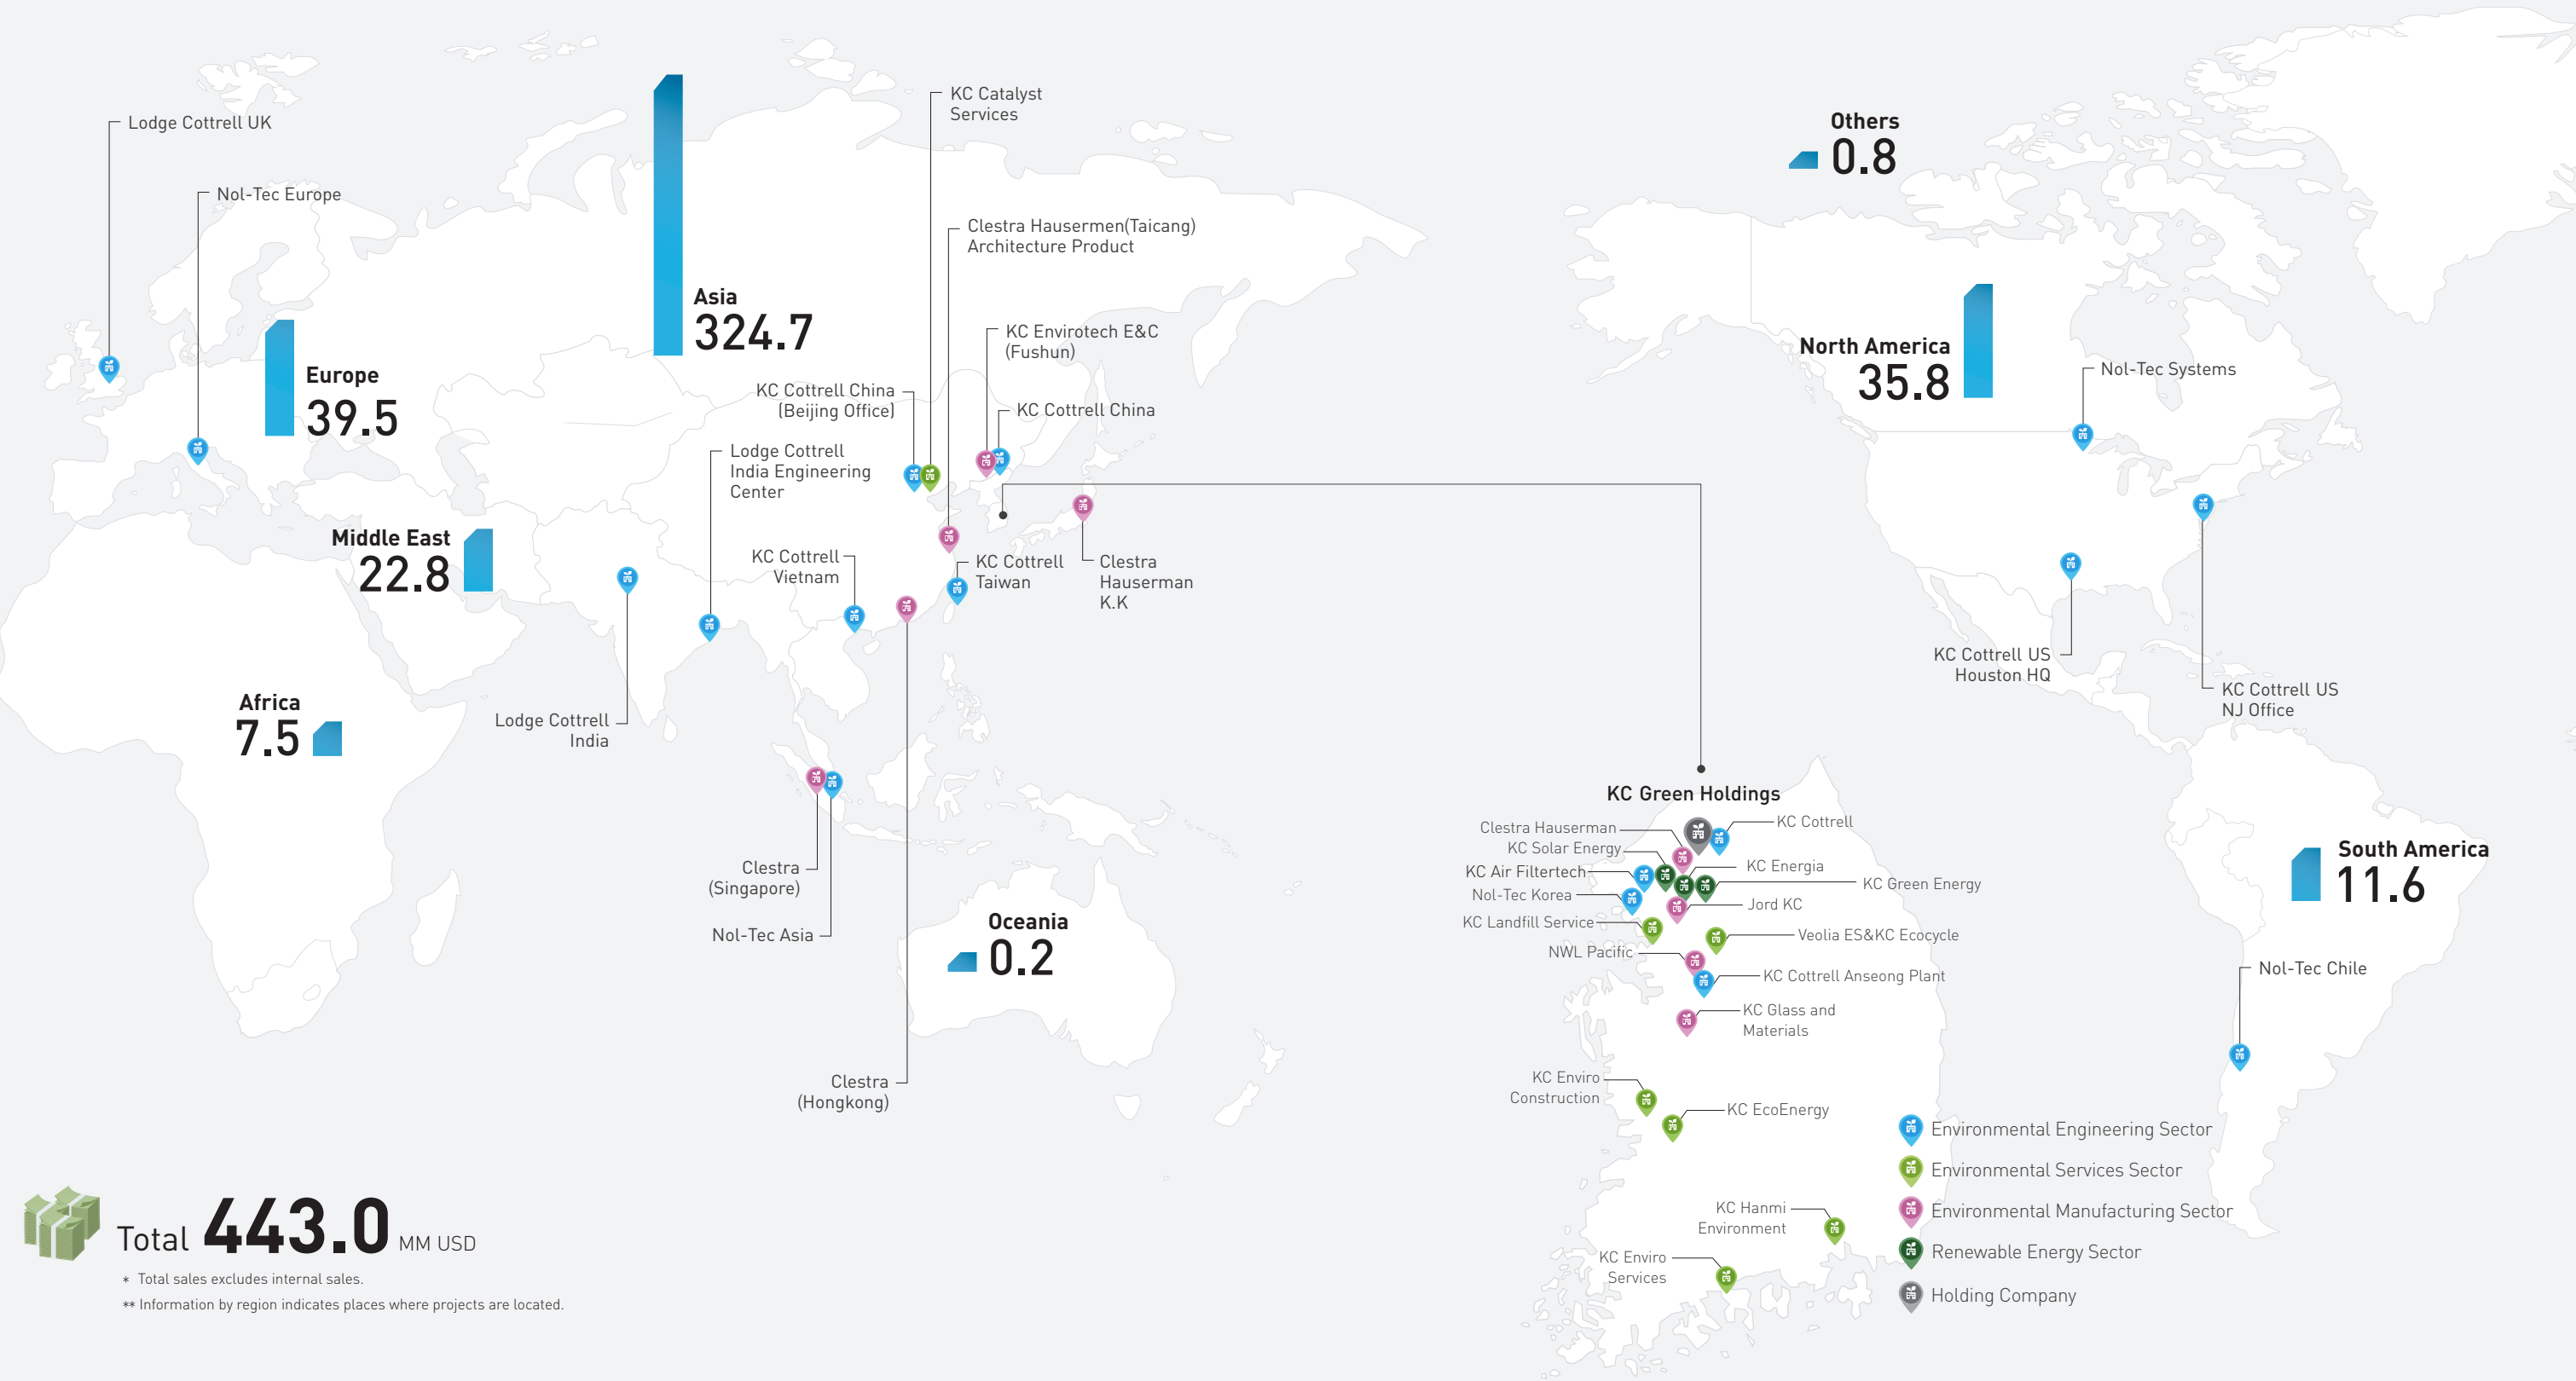 Lodge Cottrell UK
Nol-Tec Europe
Europe
39.5
Asia
324.7
KC Catalyst
Services
Clestra Hausermen(Taicang)
Architecture Product
KC Envirotech E&C
(Fushun)
KC Cottrell China
(Beijing Office)
KC Cottrell China
Lodge Cottrell
India Engineering
Center
Middle East
22.8
KC Cottrell
Vietnam
KC Cottrell
Taiwan
Clestra
Hauserman
K.K
Africa
7.5
Lodge Cottrell
India
Clestra
(Singapore)
Nol-Tec Asia
Oceania
0.2
Clestra
(Hongkong)
Others
0.8
North America
35.8
Nol-Tec Systems
KC Cottrell US
Houston HQ
KC Cottrell US
NJ Office
South America
11.6
Nol-Tec Chile
KC Green Holdings
KC Cottrell
Clestra Hauserman
KC Solar Energy
KC Energia
KC Air Filtertech
KC Green Energy
Nol-Tec Korea
Jord KC
KC Landfill Service
Veolia ES&KC Ecocycle
NWL Pacific
KC Cottrell Anseong Plant
KC Glass and
Materials
KC Enviro
Construction
KC EcoEnergy
KC Hanmi
Environment
KC Enviro
Services
Environmental Engineering Sector
Environmental Services Sector
Environmental Manufacturing Sector
Renewable Energy Sector
Holding Company
Total 443.0 MM USD
* Total sales excludes internal sales.
** Information by region indicates places where projects are located.